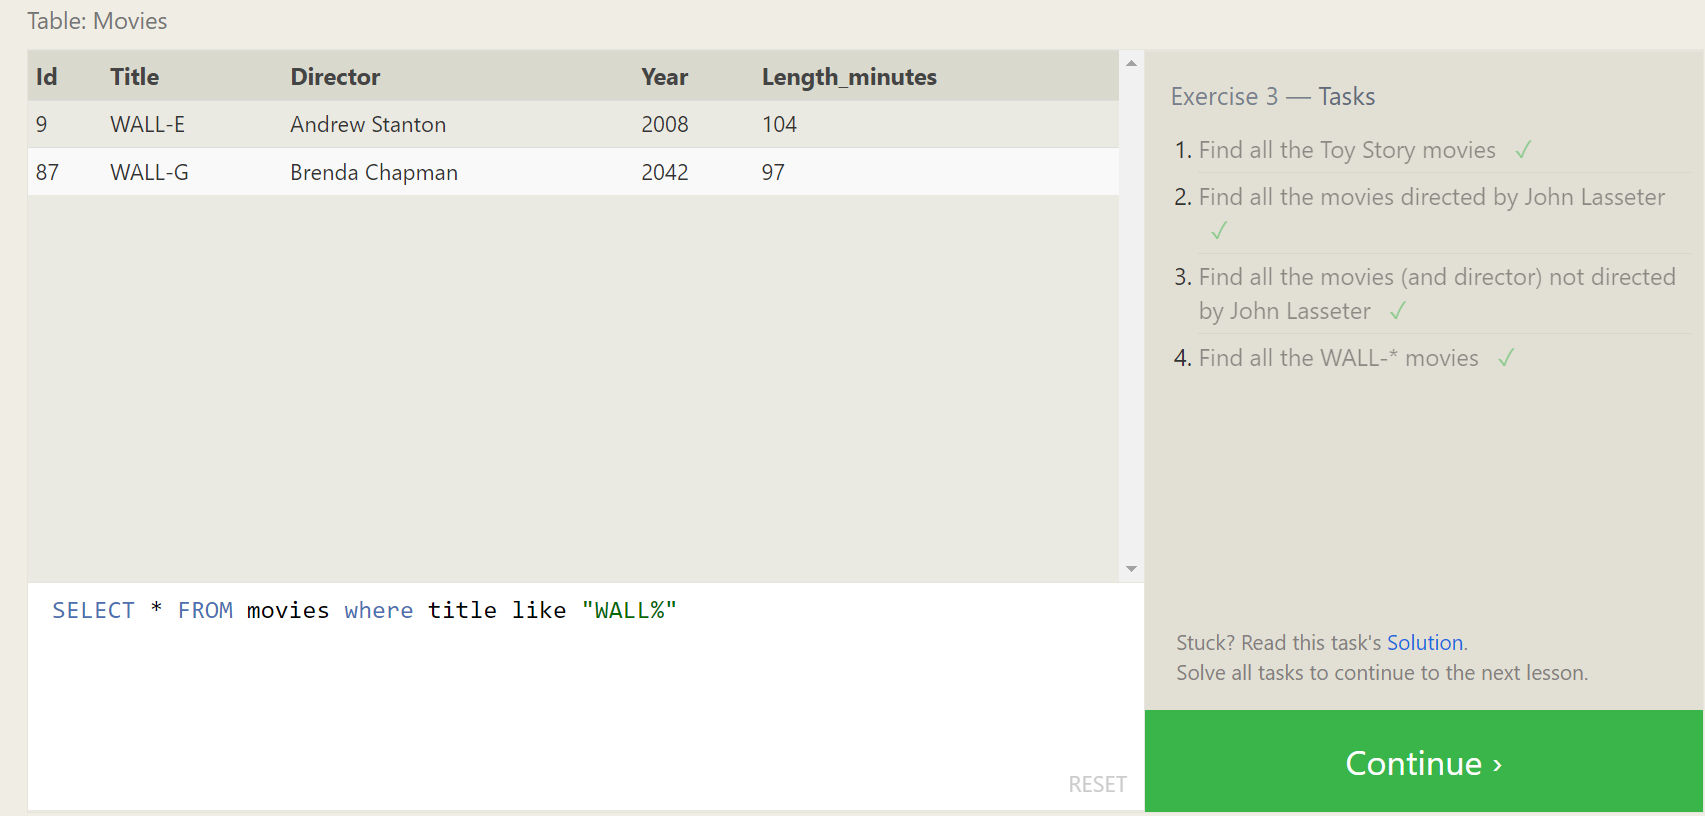 Table: Movies
Id Title Director Year Length_minutes
9 WALL-E Andrew Stanton 2008 104
87 WALL-G Brenda Chapman 2042 97
SELECT * FROM movies where title like "WALL%"
RESET
Exercise 3 — Tasks
1. Find all the Toy Story movies ✓
2. Find all the movies directed by John Lasseter
✓
3. Find all the movies (and director) not directed
by John Lasseter ✓
4. Find all the WALL-* movies ✓
Stuck? Read this task's Solution.
Solve all tasks to continue to the next lesson.
Continue ›